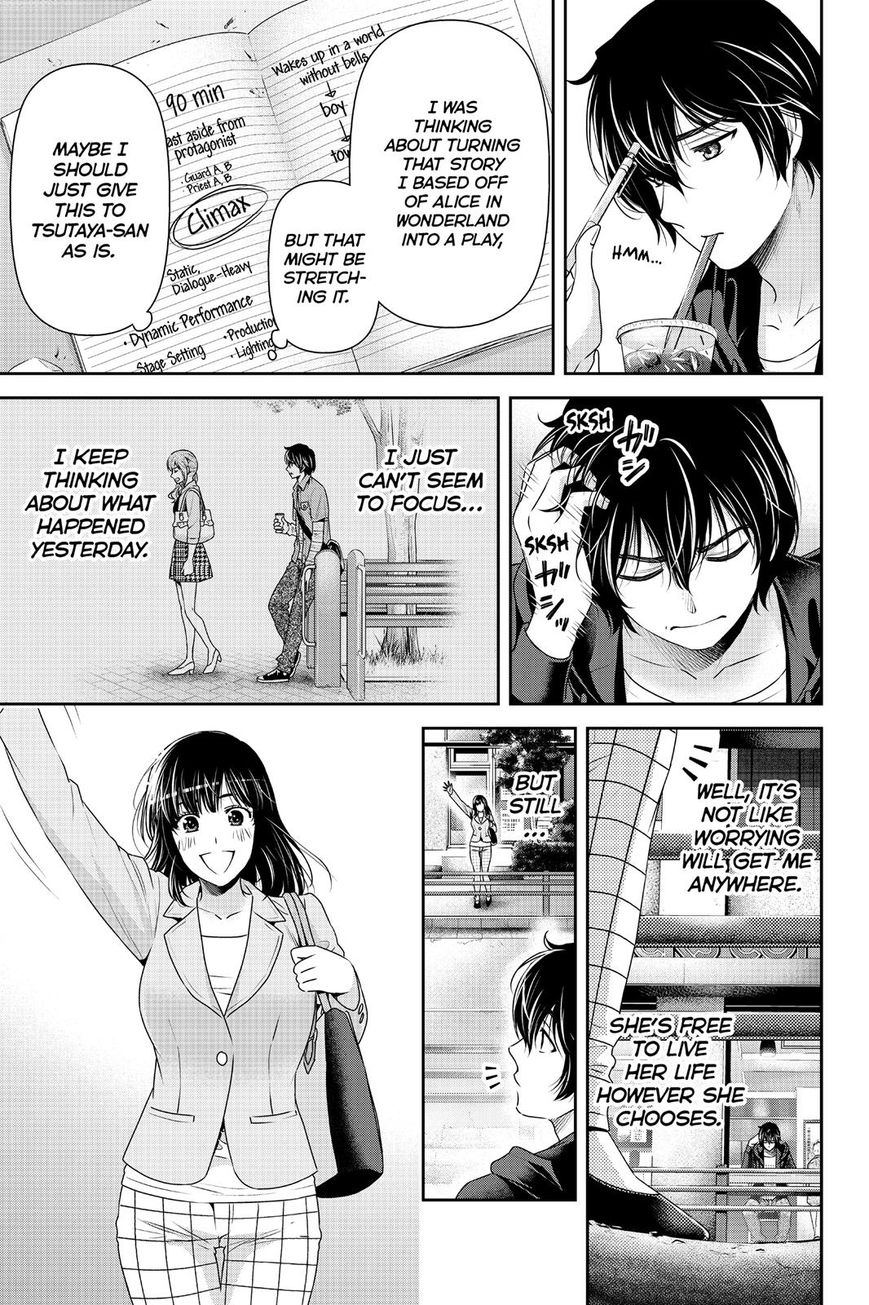 HMM...
I WAS
THINKING
ABOUT TURNING
THAT STORY
I BASED OFF
OF ALICE IN
WONDERLAND
INTO A PLAY,
BUT THAT
MIGHT BE
STRETCH-
ING IT.
MAYBE I
SHOULD
JUST GIVE
THIS TO
TSUTAYA-SAN
AS IS.
90 min
aside from
protagonist
· Guard A, B
Priest A, B
Climax
Static,
Dialogue-Heavy
· Dynamic Performance
Stage Setting
· Lighting
Wakes up in a world
without bells
boy
SKSH
ガシ
SKSH
ガシ
I JUST
CAN'T SEEM
TO FOCUS...
I KEEP
THINKING
ABOUT WHAT
HAPPENED
YESTERDAY.
WELL, IT'S
NOT LIKE
WORRYING
WILL GET ME
ANYWHERE.
SHE'S FREE
TO LIVE
HER LIFE
HOWEVER SHE
CHOOSES.
BUT
STILL
...